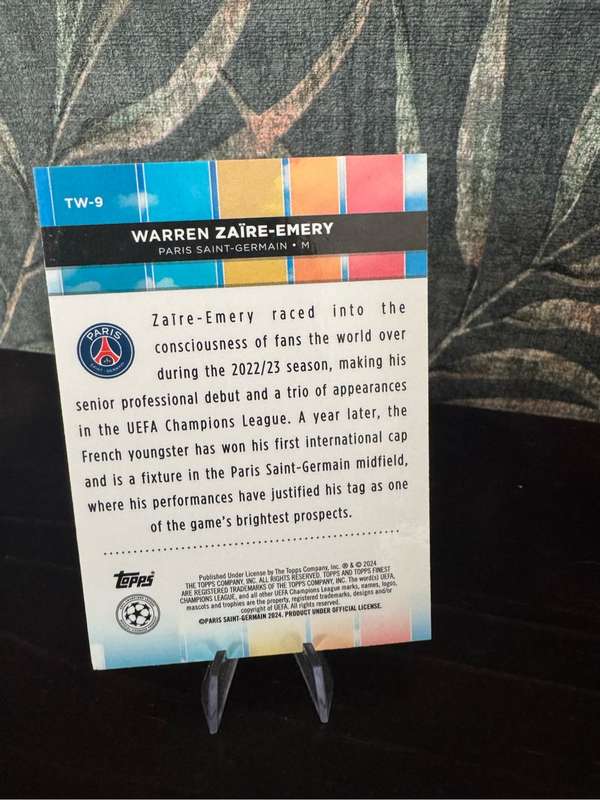 TW-9
WARREN ZAÏRE-EMERY
PARIS SAINT-GERMAIN • M
PARIS
SAINT-GERMAIN
Zaïre-Emery raced into the
consciousness of fans the world over
during the 2022/23 season, making his
senior professional debut and a trio of appearances
in the UEFA Champions League. A year later, the
French youngster has won his first international cap
and is a fixture in the Paris Saint-Germain midfield,
where his performances have justified his tag as one
of the game's brightest prospects.
Topps
Published Under License by The Topps Company, Inc. ® & © 2024
THE TOPPS COMPANY, INC. ALL RIGHTS RESERVED. TOPPS AND TOPPS FINEST
ARE REGISTERED TRADEMARKS OF THE TOPPS COMPANY, INC. The word(s) UEFA,
CHAMPIONS LEAGUE, and all other UEFA Champions League marks, names, logos,
mascots and trophies are the property, registered trademarks, designs and/or
copyright of UEFA. All rights reserved.
©PARIS SAINT-GERMAIN 2024. PRODUCT UNDER OFFICIAL LICENSE.